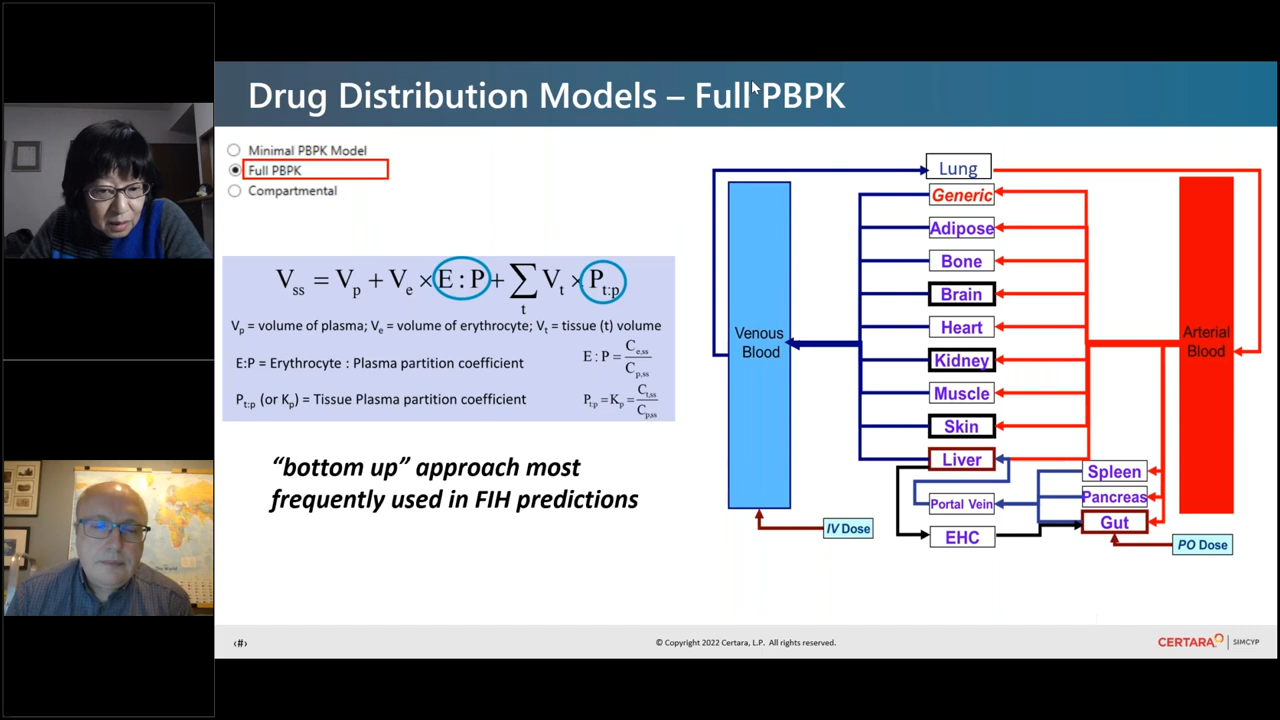 Drug Distribution Models – Full PBPK
Minimal PBPK Model
Full PBPK
Compartmental
Vss = Vp + Ve × E : P + ∑t Vt × Pt:p
Vp = volume of plasma; Ve = volume of erythrocyte; Vt = tissue (t) volume
E:P = Erythrocyte : Plasma partition coefficient
E : P = Ce,ss / Cp,ss
Pt:p (or Kp) = Tissue Plasma partition coefficient
Pt:p = Kp = Ct,ss / Cp,ss
“bottom up” approach most
frequently used in FIH predictions
Lung
Generic
Adipose
Bone
Brain
Heart
Kidney
Muscle
Skin
Liver
Portal Vein
EHC
Spleen
Pancreas
Gut
Venous
Blood
Arterial
Blood
IV Dose
PO Dose
‹#›
© Copyright 2022 Certara, L.P. All rights reserved.
CERTARA
SIMCYP